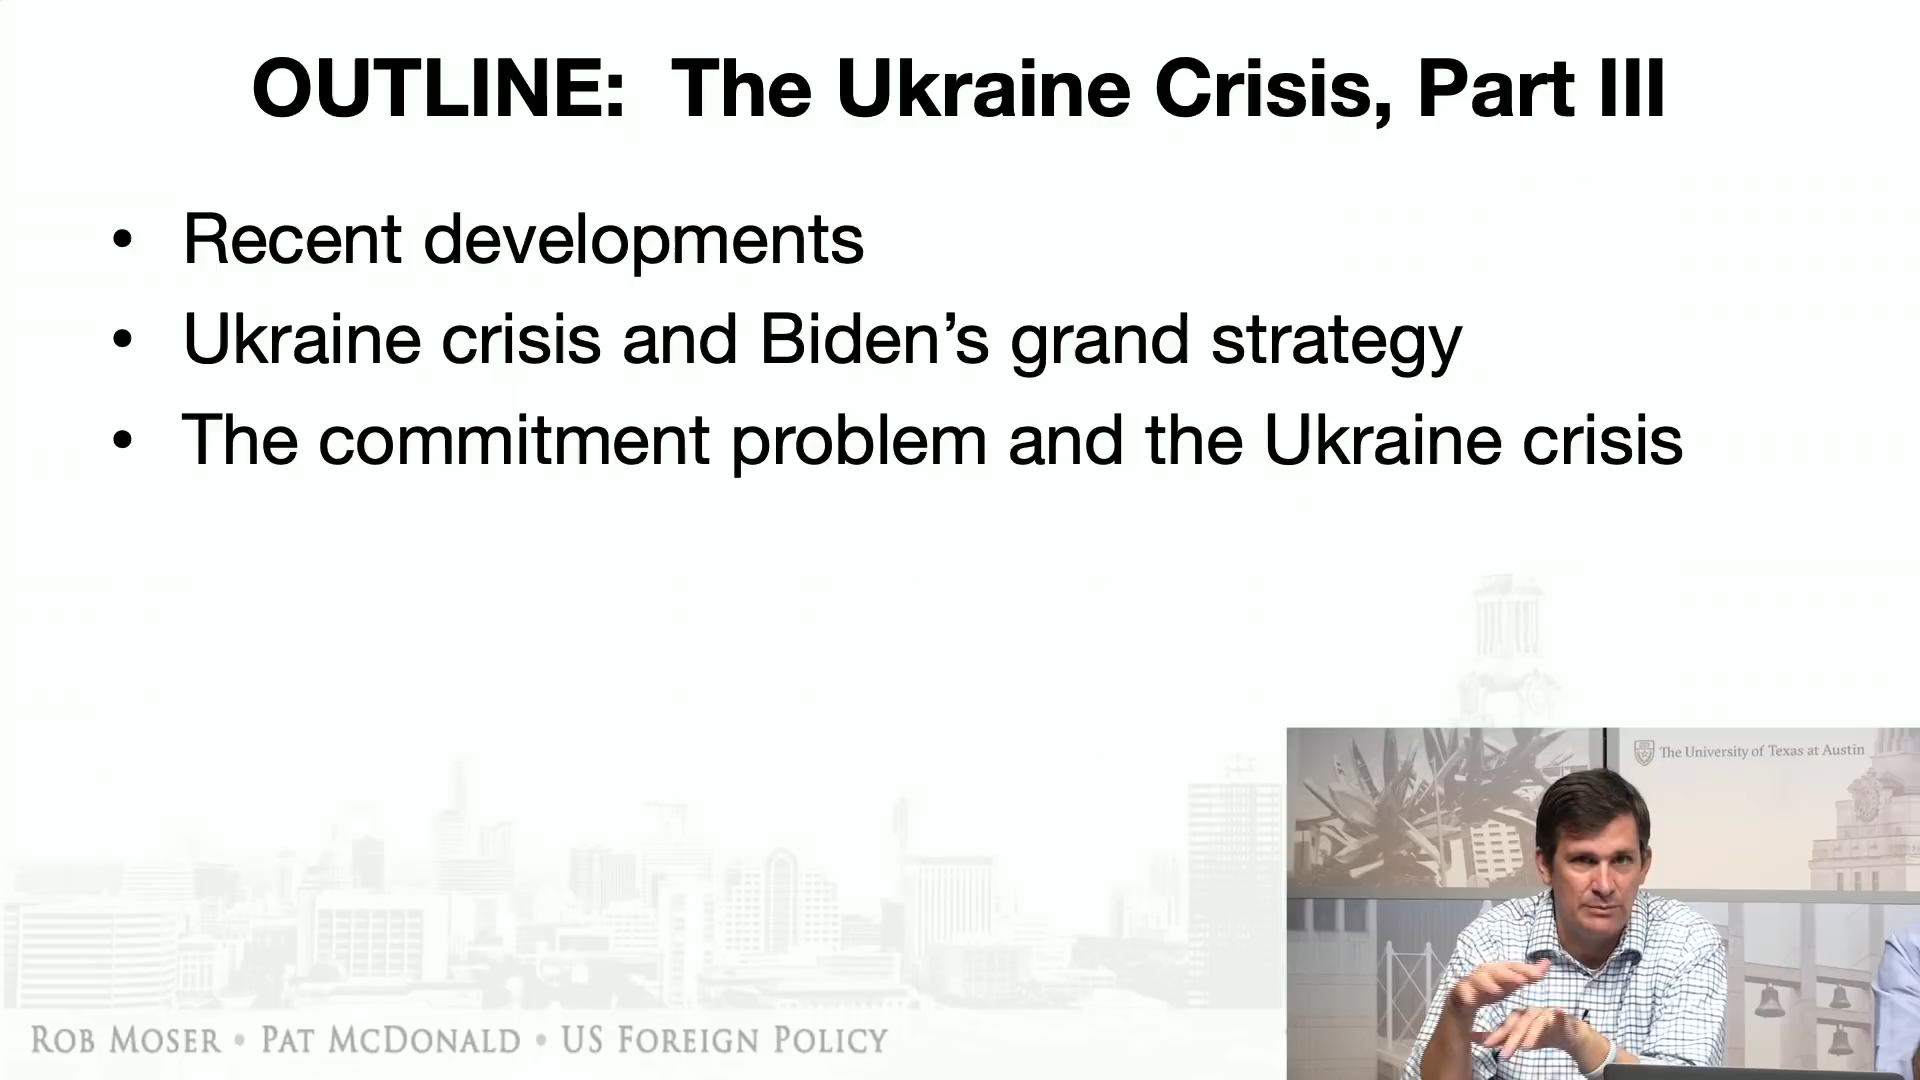 OUTLINE: The Ukraine Crisis, Part III
• Recent developments
• Ukraine crisis and Biden’s grand strategy
• The commitment problem and the Ukraine crisis
The University of Texas at Austin
ROB MOSER • PAT MCDONALD • US FOREIGN POLICY